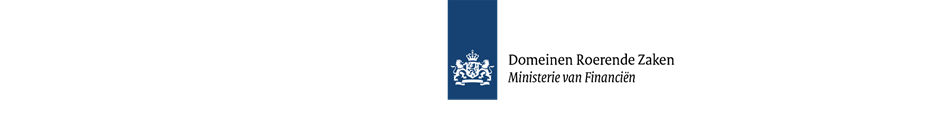 Domeinen Roerende Zaken
Ministerie van Financiën